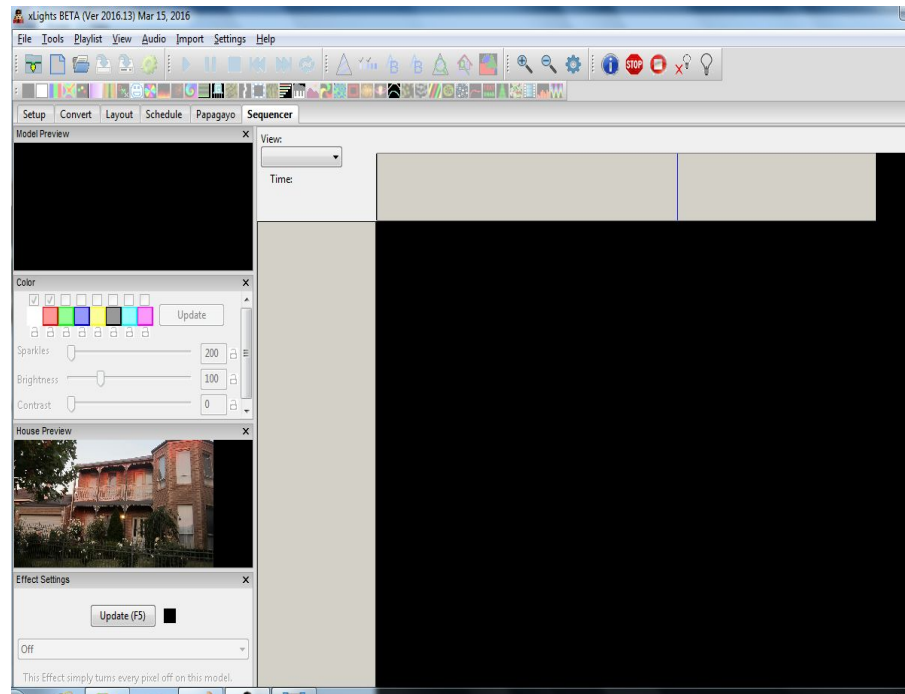 xLights BETA (Ver 2016.13) Mar 15, 2016
File Tools Playlist View Audio Import Settings Help
STOP
Setup Convert Layout Schedule Papagayo Sequencer
Model Preview
View:
Time:
Color
Update
Sparkles 200
Brightness 100
Contrast 0
House Preview
Effect Settings
Update (F5)
Off
This Effect simply turns every pixel off on this model.